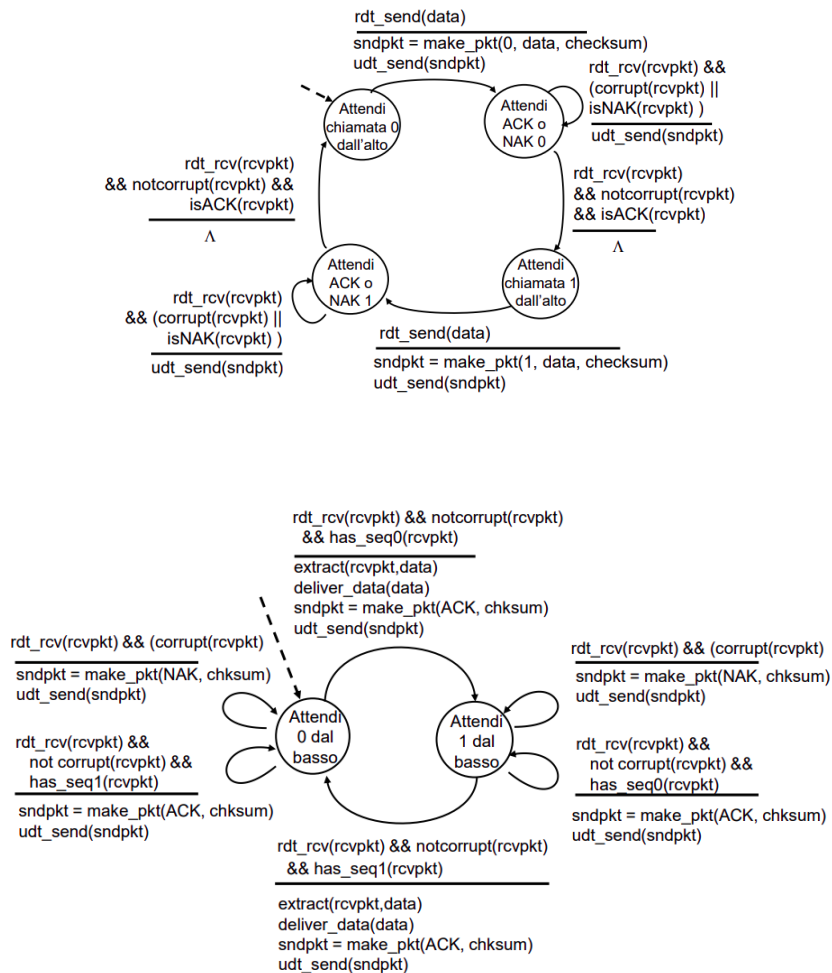 rdt_send(data)
sndpkt = make_pkt(0, data, checksum)
udt_send(sndpkt)
Attendi
chiamata 0
dall'alto
Attendi
ACK o
NAK 0
rdt_rcv(rcvpkt) &&
(corrupt(rcvpkt) ||
isNAK(rcvpkt) )
udt_send(sndpkt)
rdt_rcv(rcvpkt)
&& notcorrupt(rcvpkt) &&
isACK(rcvpkt)
Λ
rdt_rcv(rcvpkt)
&& notcorrupt(rcvpkt)
&& isACK(rcvpkt)
Λ
Attendi
ACK o
NAK 1
Attendi
chiamata 1
dall'alto
rdt_rcv(rcvpkt)
&& (corrupt(rcvpkt) ||
isNAK(rcvpkt) )
udt_send(sndpkt)
rdt_send(data)
sndpkt = make_pkt(1, data, checksum)
udt_send(sndpkt)
rdt_rcv(rcvpkt) && notcorrupt(rcvpkt)
&& has_seq0(rcvpkt)
extract(rcvpkt,data)
deliver_data(data)
sndpkt = make_pkt(ACK, chksum)
udt_send(sndpkt)
rdt_rcv(rcvpkt) && (corrupt(rcvpkt)
sndpkt = make_pkt(NAK, chksum)
udt_send(sndpkt)
rdt_rcv(rcvpkt) &&
not corrupt(rcvpkt) &&
has_seq1(rcvpkt)
sndpkt = make_pkt(ACK, chksum)
udt_send(sndpkt)
Attendi
0 dal
basso
Attendi
1 dal
basso
rdt_rcv(rcvpkt) && (corrupt(rcvpkt)
sndpkt = make_pkt(NAK, chksum)
udt_send(sndpkt)
rdt_rcv(rcvpkt) &&
not corrupt(rcvpkt) &&
has_seq0(rcvpkt)
sndpkt = make_pkt(ACK, chksum)
udt_send(sndpkt)
rdt_rcv(rcvpkt) && notcorrupt(rcvpkt)
&& has_seq1(rcvpkt)
extract(rcvpkt,data)
deliver_data(data)
sndpkt = make_pkt(ACK, chksum)
udt_send(sndpkt)